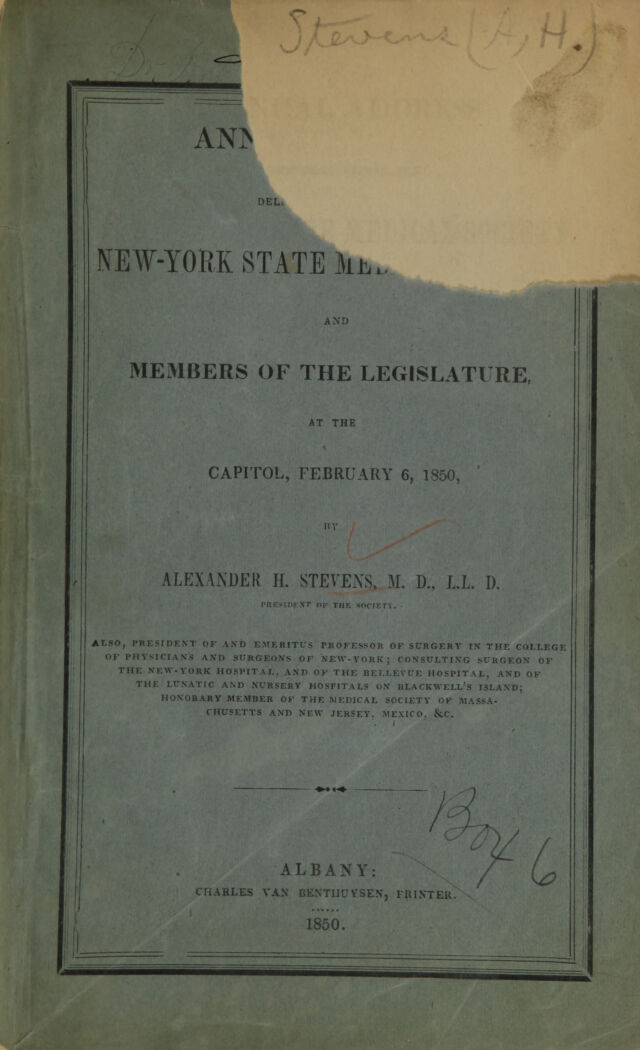 Stevens (A, H.)
Dr
ANN
DEL
NEW-YORK STATE MED
AND
MEMBERS OF THE LEGISLATURE,
AT THE
CAPITOL, FEBRUARY 6, 1850,
BY
ALEXANDER H. STEVENS, M. D., L.L. D.
PRESIDENT OF THE SOCIETY.
ALSO, PRESIDENT OF AND EMERITUS PROFESSOR OF SURGERY IN THE COLLEGE
OF PHYSICIANS AND SURGEONS OF NEW-YORK; CONSULTING SURGEON OF
THE NEW-YORK HOSPITAL, AND OF THE BELLEVUE HOSPITAL, AND OF
THE LUNATIC AND NURSERY HOSPITALS ON BLACKWELL'S ISLAND;
HONORARY MEMBER OF THE MEDICAL SOCIETY OF MASSA-
CHUSETTS AND NEW JERSEY, MEXICO, &C.
Box 6
ALBANY:
CHARLES VAN BENTHUYSEN, PRINTER.
1850.